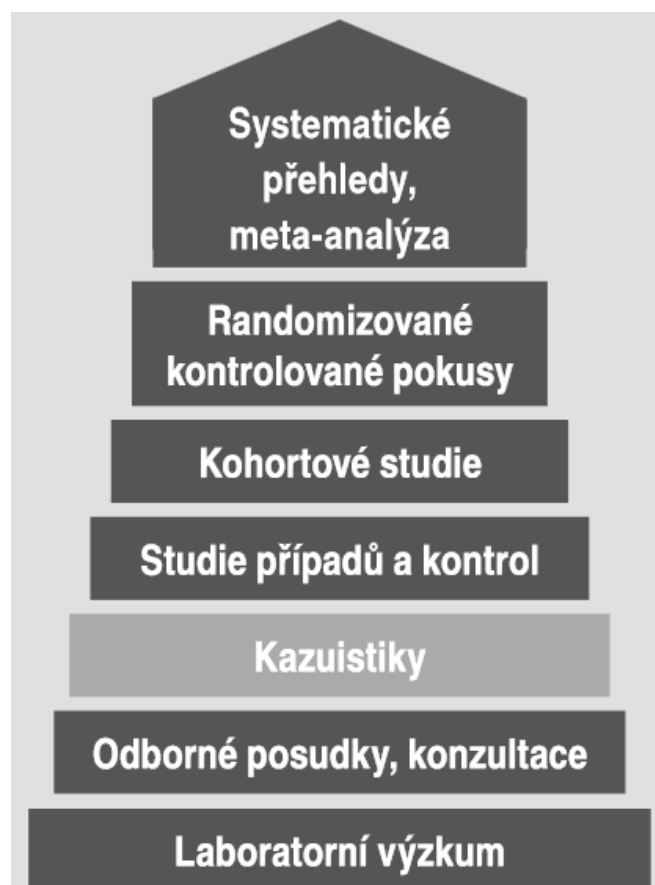 Systematické
přehledy,
meta-analýza
Randomizované
kontrolované pokusy
Kohortové studie
Studie případů a kontrol
Kazuistiky
Odborné posudky, konzultace
Laboratorní výzkum